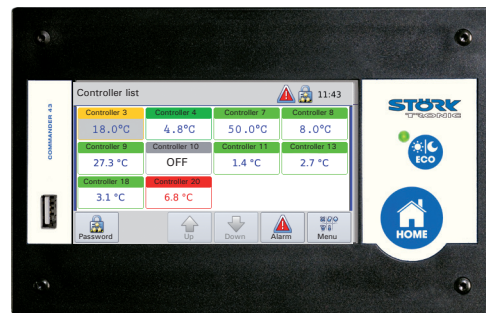 Controller list
11:43
Controller 3
Controller 4
Controller 7
Controller 8
18.0°C
4.8°C
50.0°C
8.0°C
Controller 9
Controller 10
Controller 11
Controller 13
27.3 °C
OFF
1.4 °C
2.7 °C
Controller 18
Controller 20
3.1 °C
6.8 °C
Password
Up
Down
Alarm
Menu
COMMANDER 43
STÖRK
TRONIC
ECO
HOME